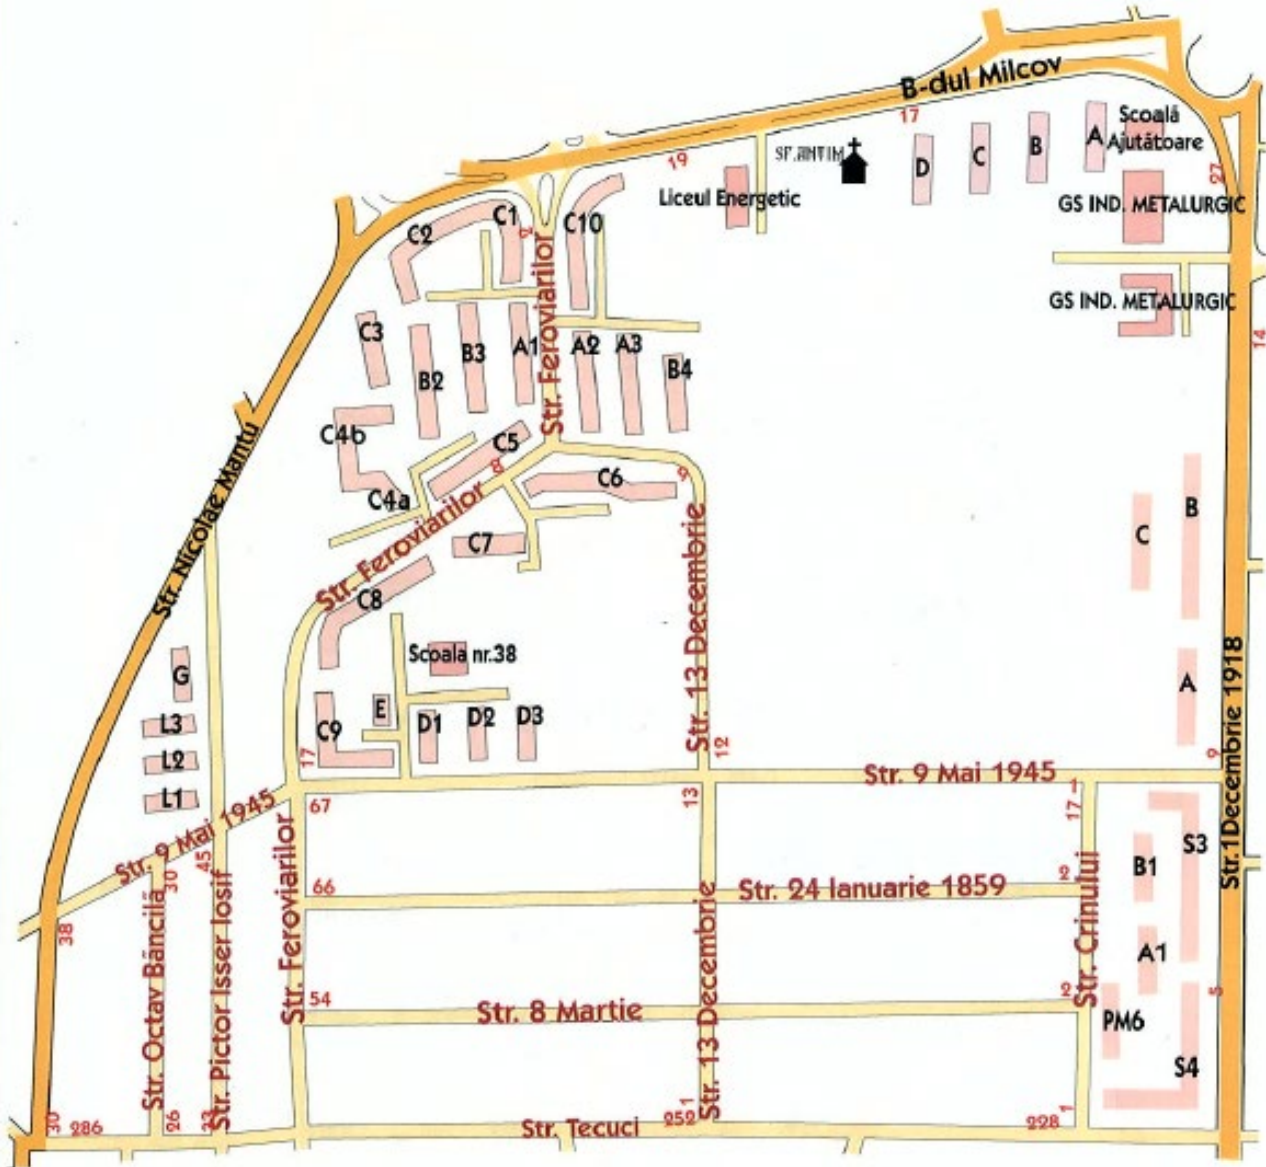 B-dul Milcov
17
19
SF. ANTIM
D
C
B
A
Scoală
Ajutătoare
27
Liceul Energetic
GS IND. METALURGIC
C2
C1
2
C10
GS IND. METALURGIC
14
C3
B2
B3
A1
Str. Feroviarilor
A2
A3
B4
C4b
C5
8
C6
9
C4a
Str. Nicolae Mantu
Str. Feroviarilor
C7
C8
Str. 13 Decembrie
B
C
Scoala nr.38
G
L3
L2
L1
E
C9
17
D1
D2
D3
12
A
9
Str. 1Decembrie 1918
Str. 9 Mai 1945
Str. 9 Mai 1945
67
13
1
17
45
30
38
S3
B1
66
Str. 24 Ianuarie 1859
2
Str. Octav Băncilă
Str. Pictor Isser Iosif
Str. Feroviarilor
Str. 13 Decembrie
Str. Crinului
A1
54
Str. 8 Martie
2
5
PM6
S4
30
286
26
23
Str. Tecuci
252
1
228
1